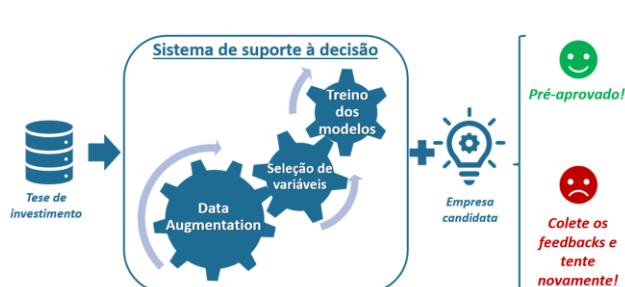 Sistema de suporte à decisão
Treino
dos
modelos
Seleção de
variáveis
Data
Augmentation
Tese de
investimento
Empresa
candidata
Pré-aprovado!
Colete os
feedbacks e
tente
novamente!